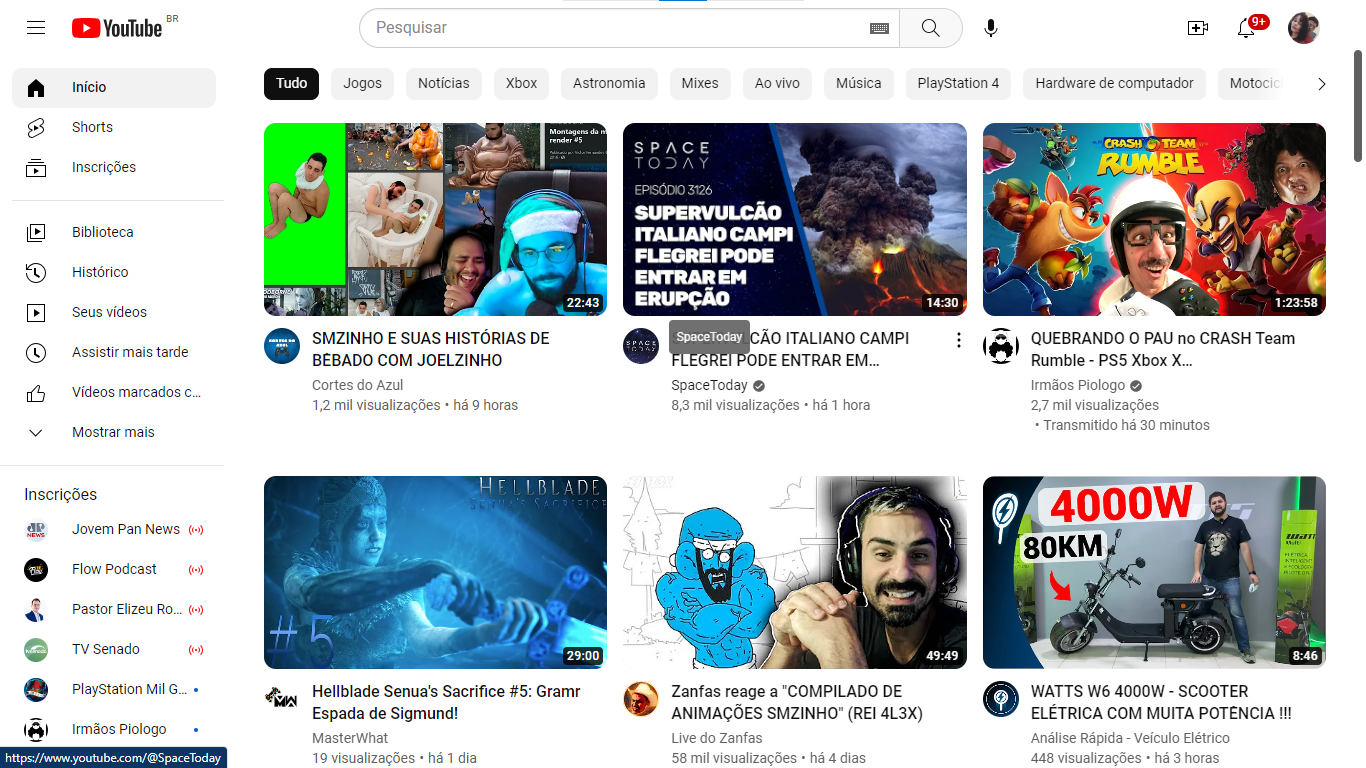 YouTube BR
Pesquisar
9+
Início
Shorts
Inscrições
Biblioteca
Histórico
Seus vídeos
Assistir mais tarde
Vídeos marcados c...
Mostrar mais
Inscrições
Jovem Pan News
Flow Podcast
Pastor Elizeu Ro...
TV Senado
PlayStation Mil G...
Irmãos Piologo
https://www.youtube.com/@SpaceToday
Tudo
Jogos
Notícias
Xbox
Astronomia
Mixes
Ao vivo
Música
PlayStation 4
Hardware de computador
Motocicl
Montagens da m
render #5
22:43
SMZINHO E SUAS HISTÓRIAS DE
BÊBADO COM JOELZINHO
Cortes do Azul
1,2 mil visualizações • há 9 horas
SPACE
TODAY
EPISÓDIO 3126
SUPERVULCÃO
ITALIANO CAMPI
FLEGREI PODE
ENTRAR EM
ERUPÇÃO
14:30
SpaceToday
CÃO ITALIANO CAMPI
FLEGREI PODE ENTRAR EM...
SpaceToday
8,3 mil visualizações • há 1 hora
CRASH TEAM
RUMBLE
1:23:58
QUEBRANDO O PAU no CRASH Team
Rumble - PS5 Xbox X...
Irmãos Piologo
2,7 mil visualizações
• Transmitido há 30 minutos
HELLBLADE
SENUA'S SACRIFICE
#5
29:00
Hellblade Senua's Sacrifice #5: Gramr
Espada de Sigmund!
MasterWhat
19 visualizações • há 1 dia
49:49
Zanfas reage a "COMPILADO DE
ANIMAÇÕES SMZINHO" (REI 4L3X)
Live do Zanfas
58 mil visualizações • há 4 dias
4000W
80KM
8:46
WATTS W6 4000W - SCOOTER
ELÉTRICA COM MUITA POTÊNCIA !!!
Análise Rápida - Veículo Elétrico
448 visualizações • há 3 horas